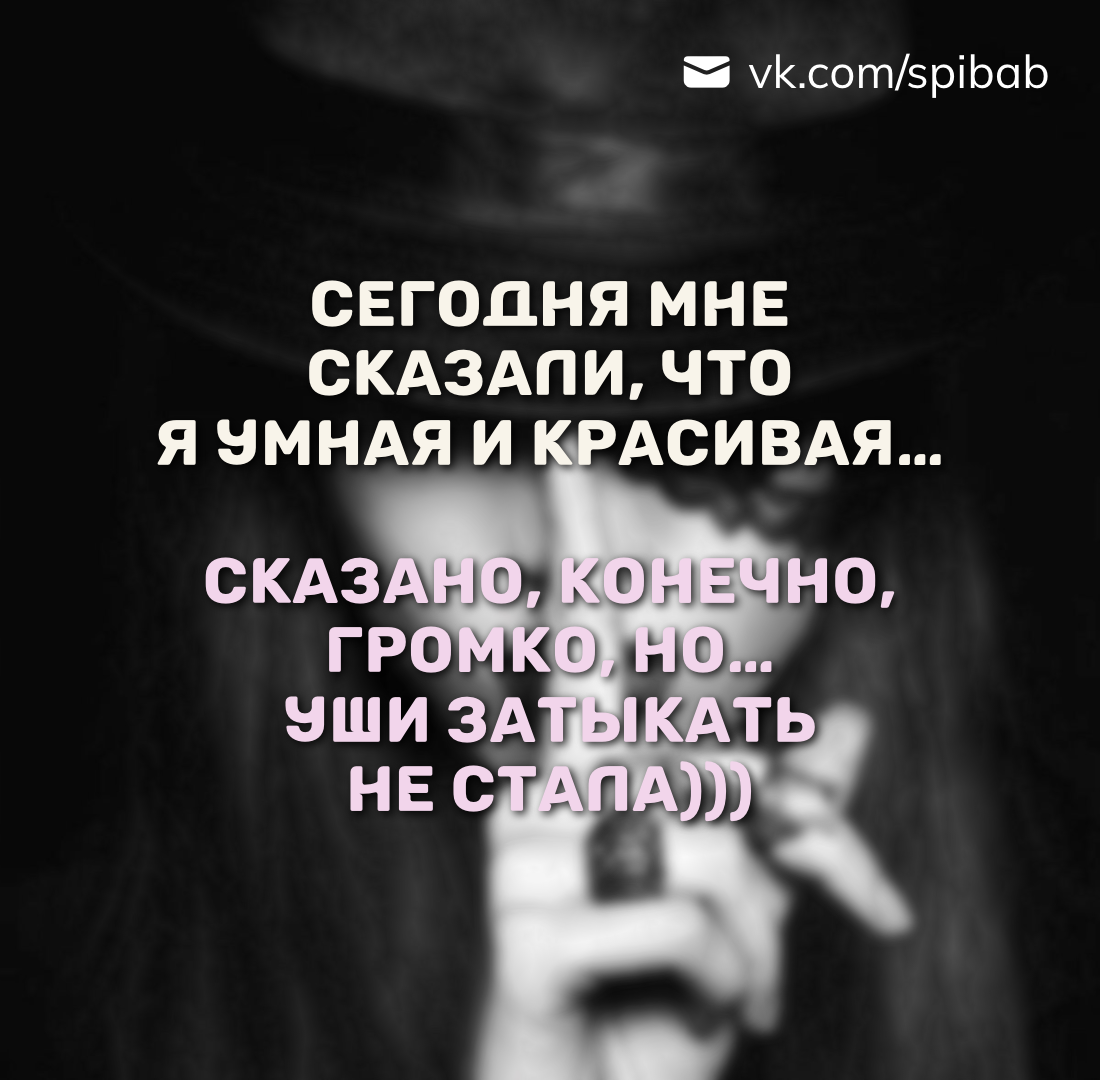 vk.com/spibab
СЕГОДНЯ МНЕ
СКАЗАЛИ, ЧТО
Я УМНАЯ И КРАСИВАЯ...
СКАЗАНО, КОНЕЧНО,
ГРОМКО, НО...
УШИ ЗАТЫКАТЬ
НЕ СТАЛА)))